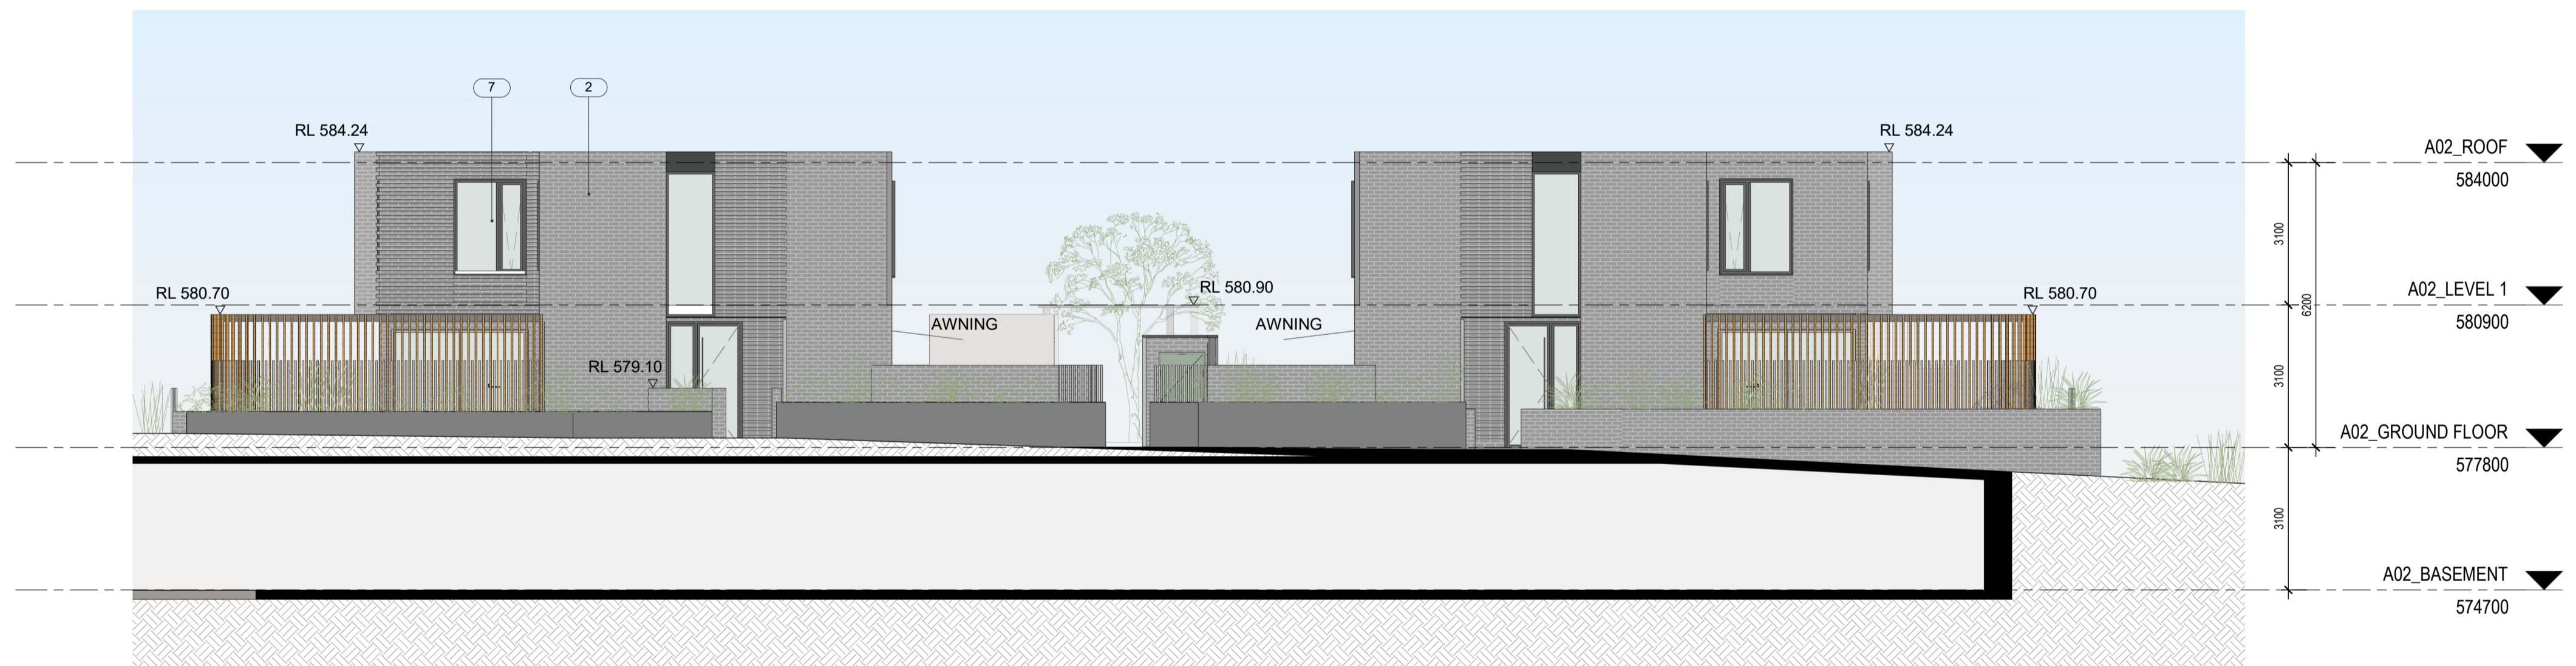 7
2
RL 584.24
RL 584.24
A02_ROOF
584000
3100
RL 580.70
RL 580.90
RL 580.70
A02_LEVEL 1
580900
6200
AWNING
AWNING
RL 579.10
3100
A02_GROUND FLOOR
577800
3100
A02_BASEMENT
574700